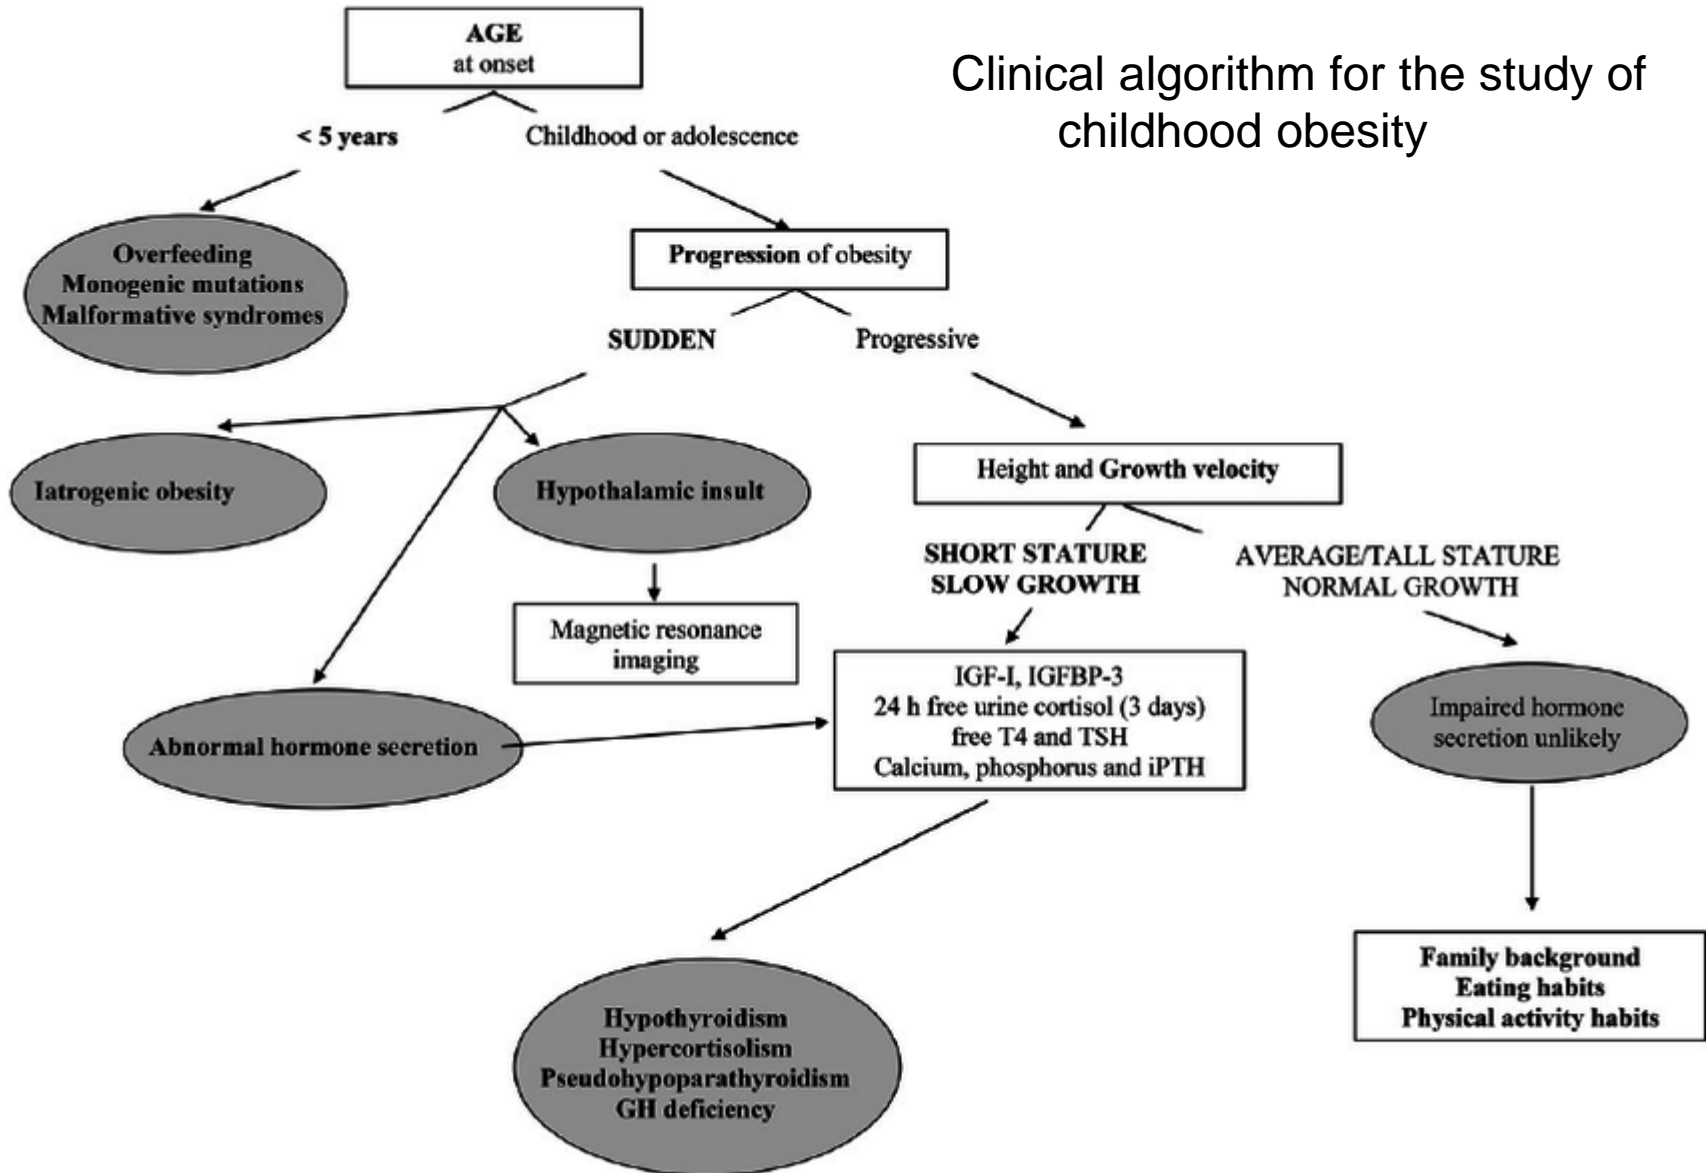 AGE
at onset
Clinical algorithm for the study of
childhood obesity
< 5 years
Childhood or adolescence
Overfeeding
Monogenic mutations
Malformative syndromes
Progression of obesity
SUDDEN
Progressive
Iatrogenic obesity
Hypothalamic insult
Height and Growth velocity
SHORT STATURE
SLOW GROWTH
AVERAGE/TALL STATURE
NORMAL GROWTH
Magnetic resonance
imaging
Abnormal hormone secretion
IGF-I, IGFBP-3
24 h free urine cortisol (3 days)
free T4 and TSH
Calcium, phosphorus and iPTH
Impaired hormone
secretion unlikely
Family background
Eating habits
Physical activity habits
Hypothyroidism
Hypercortisolism
Pseudohypoparathyroidism
GH deficiency